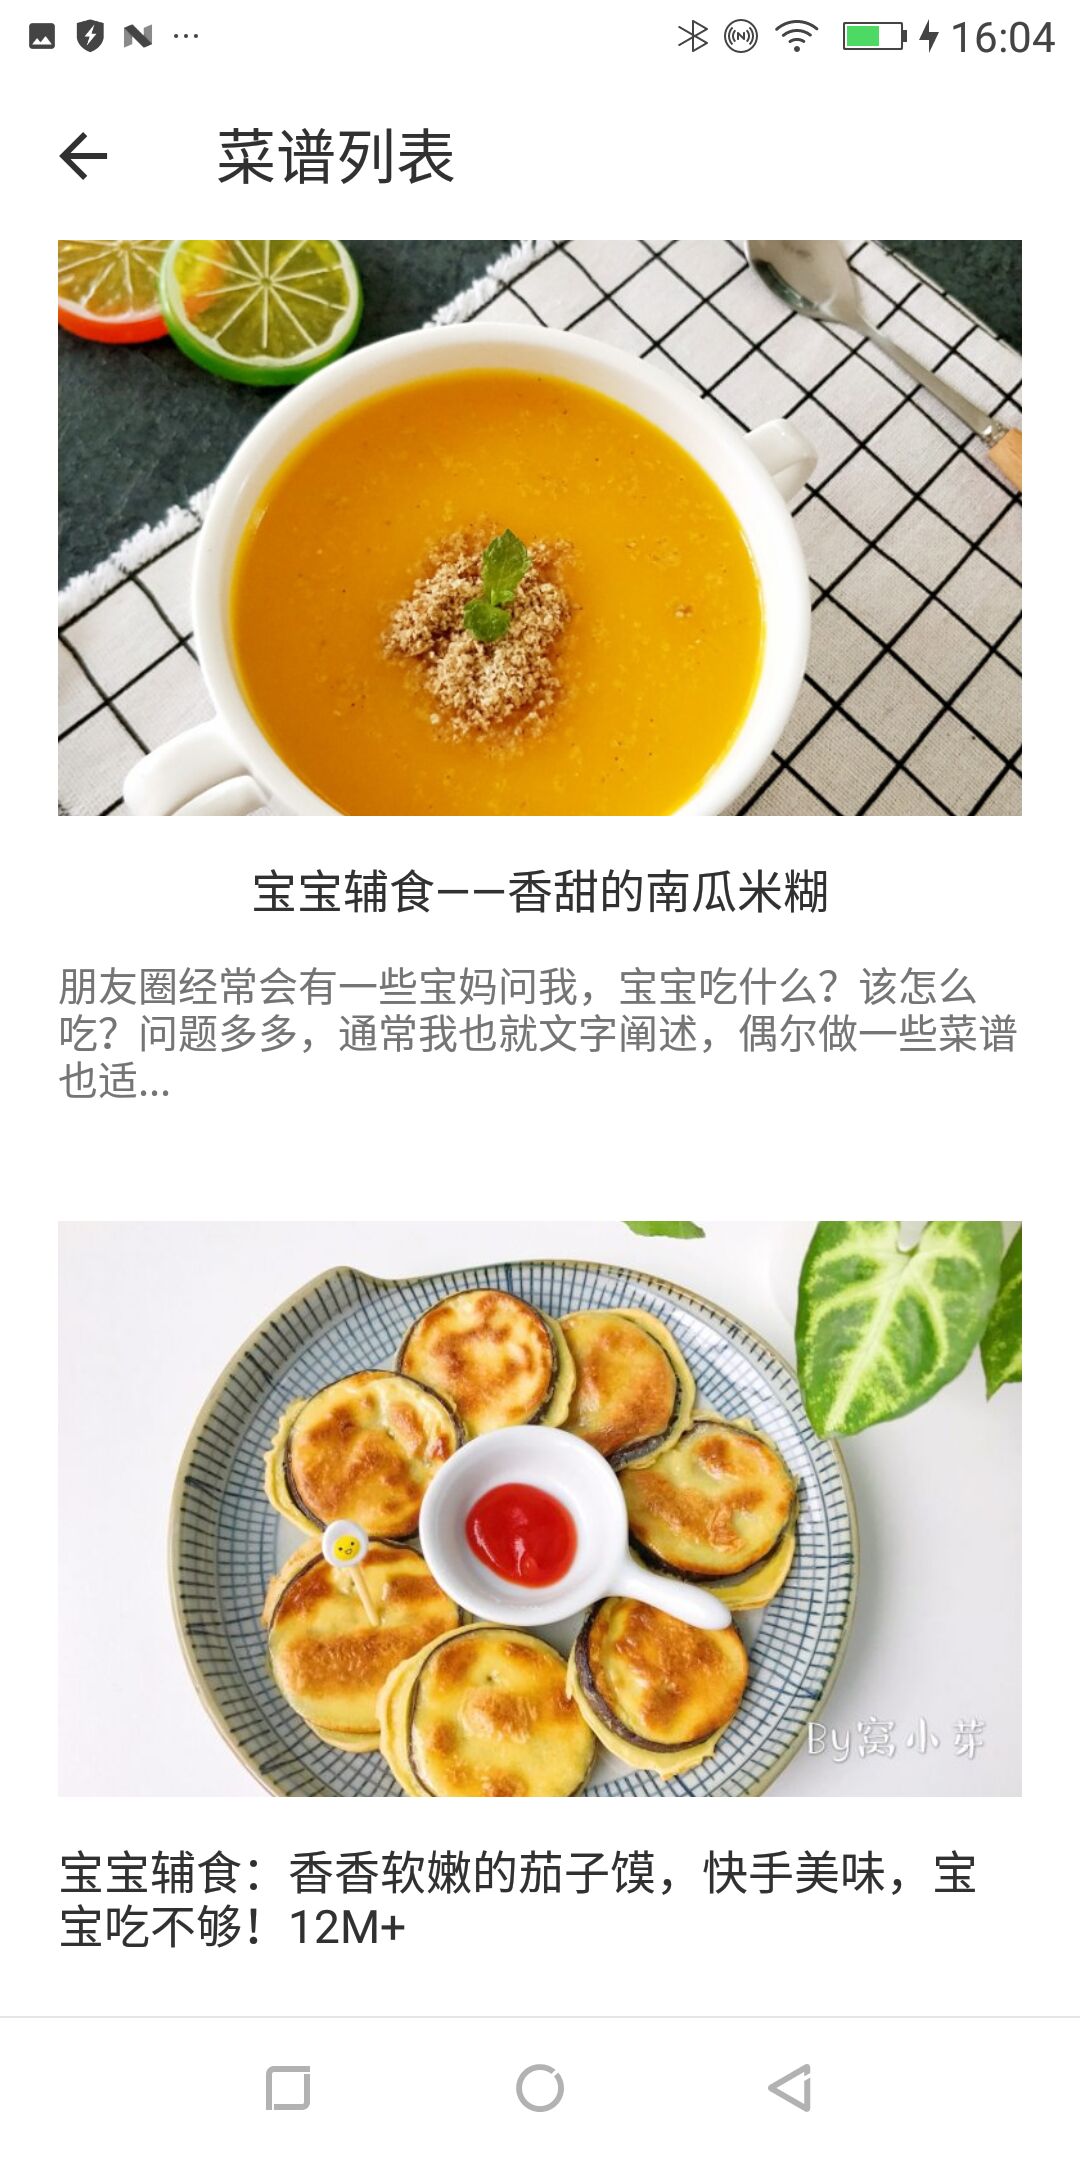 16:04
菜谱列表
宝宝辅食——香甜的南瓜米糊
朋友圈经常会有一些宝妈问我，宝宝吃什么？该怎么
吃？问题多多，通常我也就文字阐述，偶尔做一些菜谱
也适...
By窝小芽
宝宝辅食：香香软嫩的茄子馍，快手美味，宝
宝吃不够！12M+